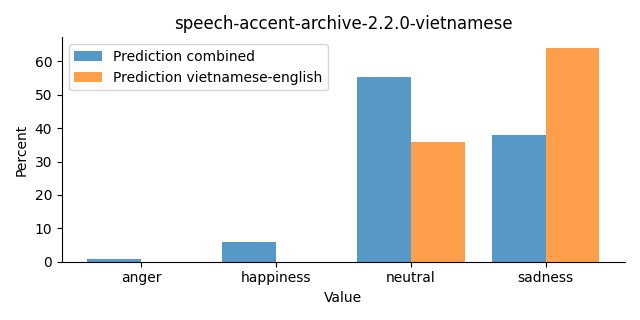 speech-accent-archive-2.2.0-vietnamese
Prediction combined
Prediction vietnamese-english
Percent
60
50
40
30
20
10
0
anger happiness neutral sadness
Value